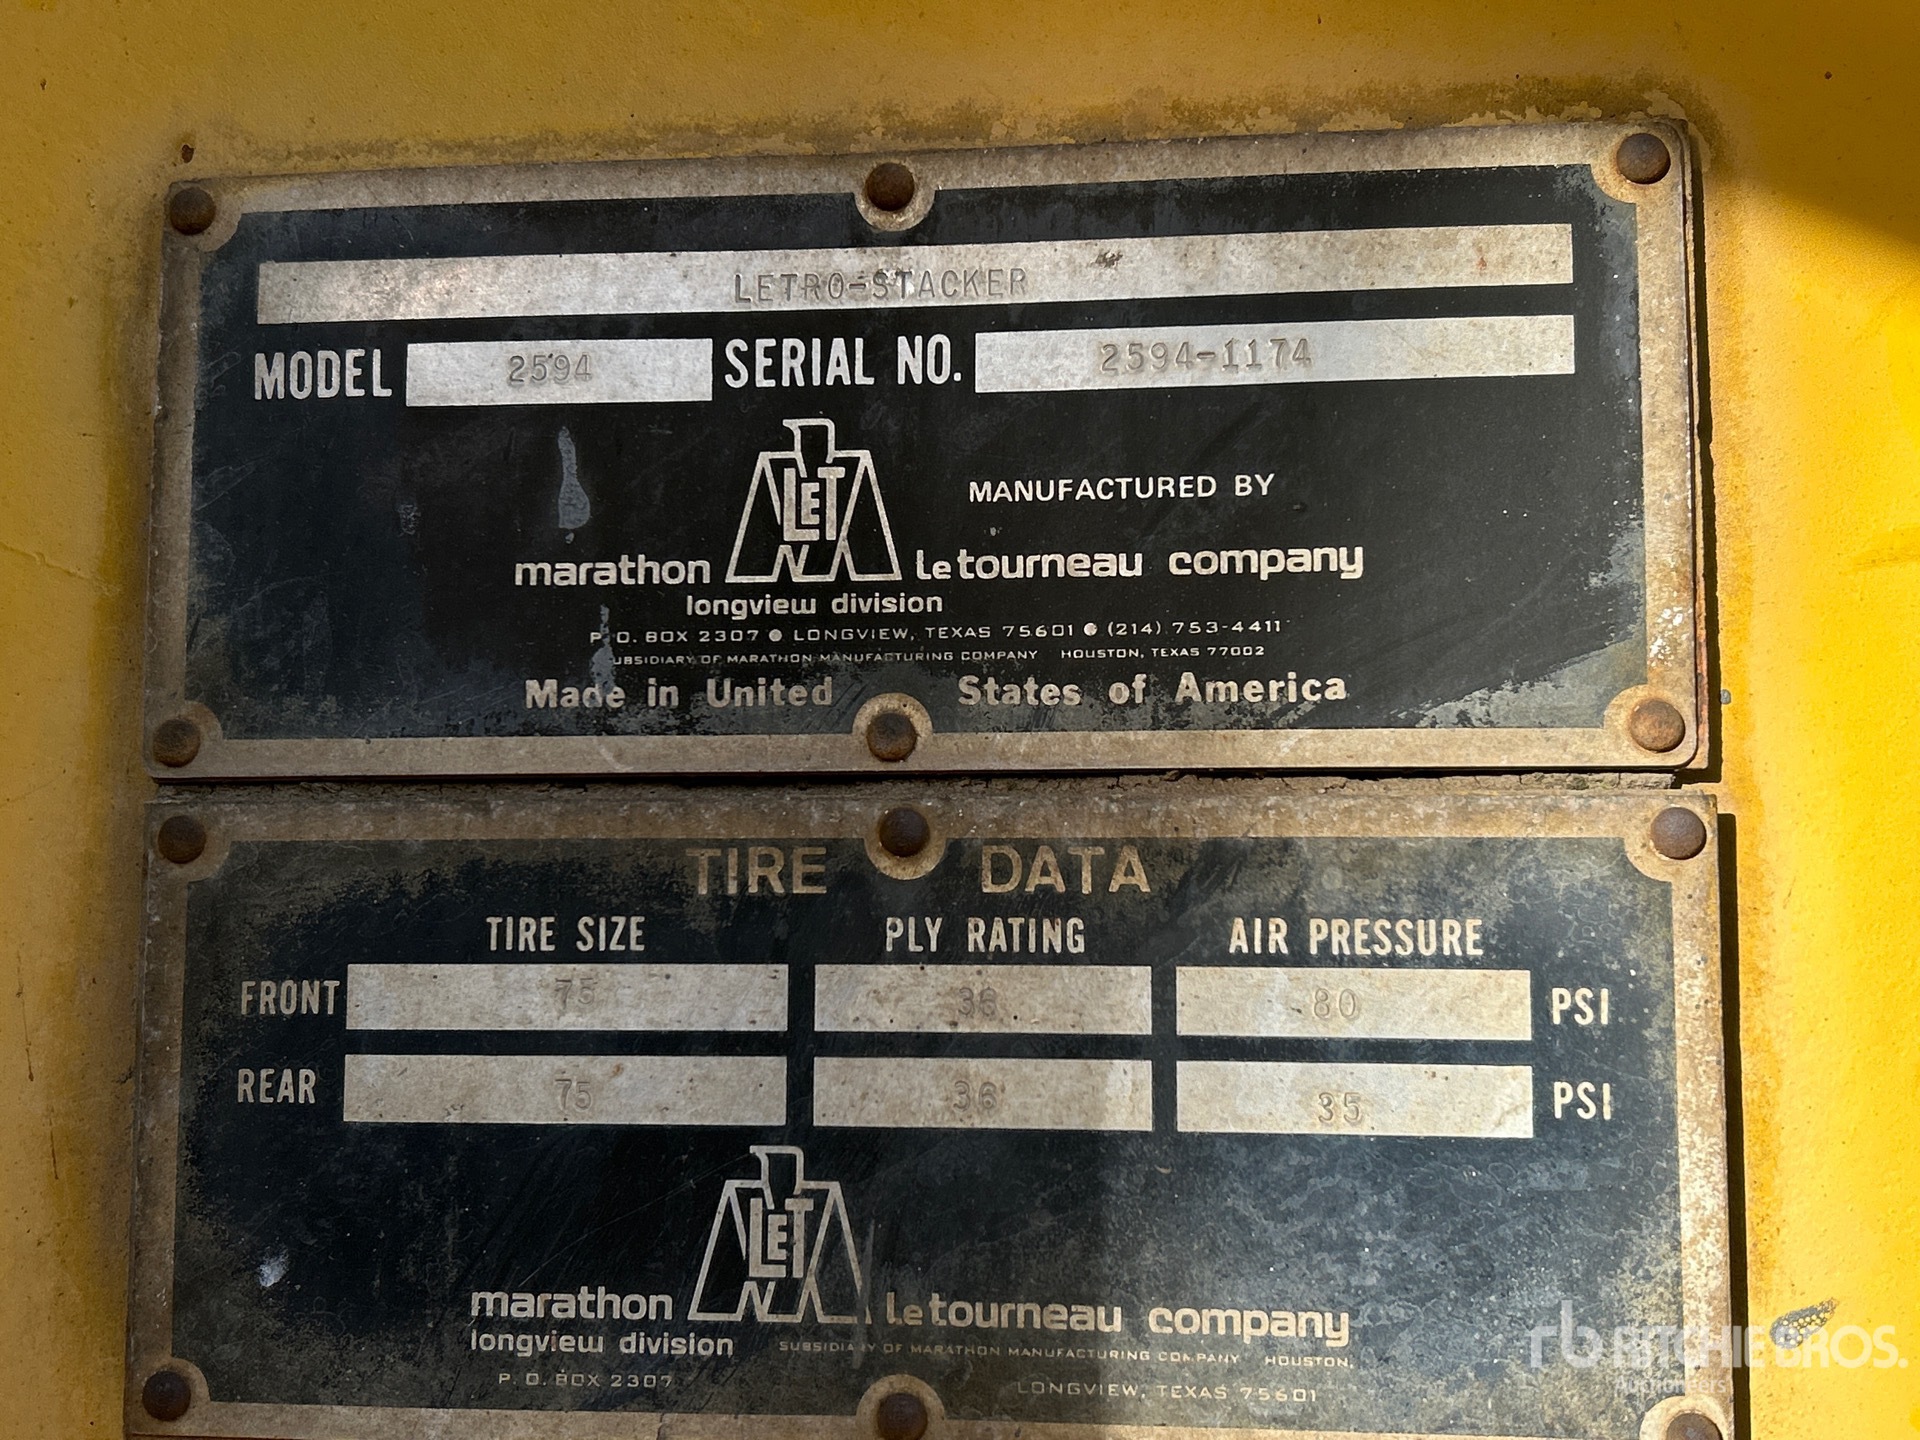 LETRO-STACKER
MODEL 2594 SERIAL NO. 2594-1174
LET
MANUFACTURED BY
marathon Letourneau company
longview division
P.O. BOX 2307 ● LONGVIEW, TEXAS 75601 ● (214) 753-4411
UBSIDIARY OF MARATHON MANUFACTURING COMPANY HOUSTON, TEXAS 77002
Made in United States of America
TIRE DATA
TIRE SIZE PLY RATING AIR PRESSURE
FRONT 75 36 80 PSI
REAR 75 36 35 PSI
LET
marathon Letourneau company
longview division SUBSIDIARY OF MARATHON MANUFACTURING COMPANY HOUSTON,
P.O. BOX 2307 LONGVIEW, TEXAS 75601
rb RITCHIE BROS.
Auctioneers